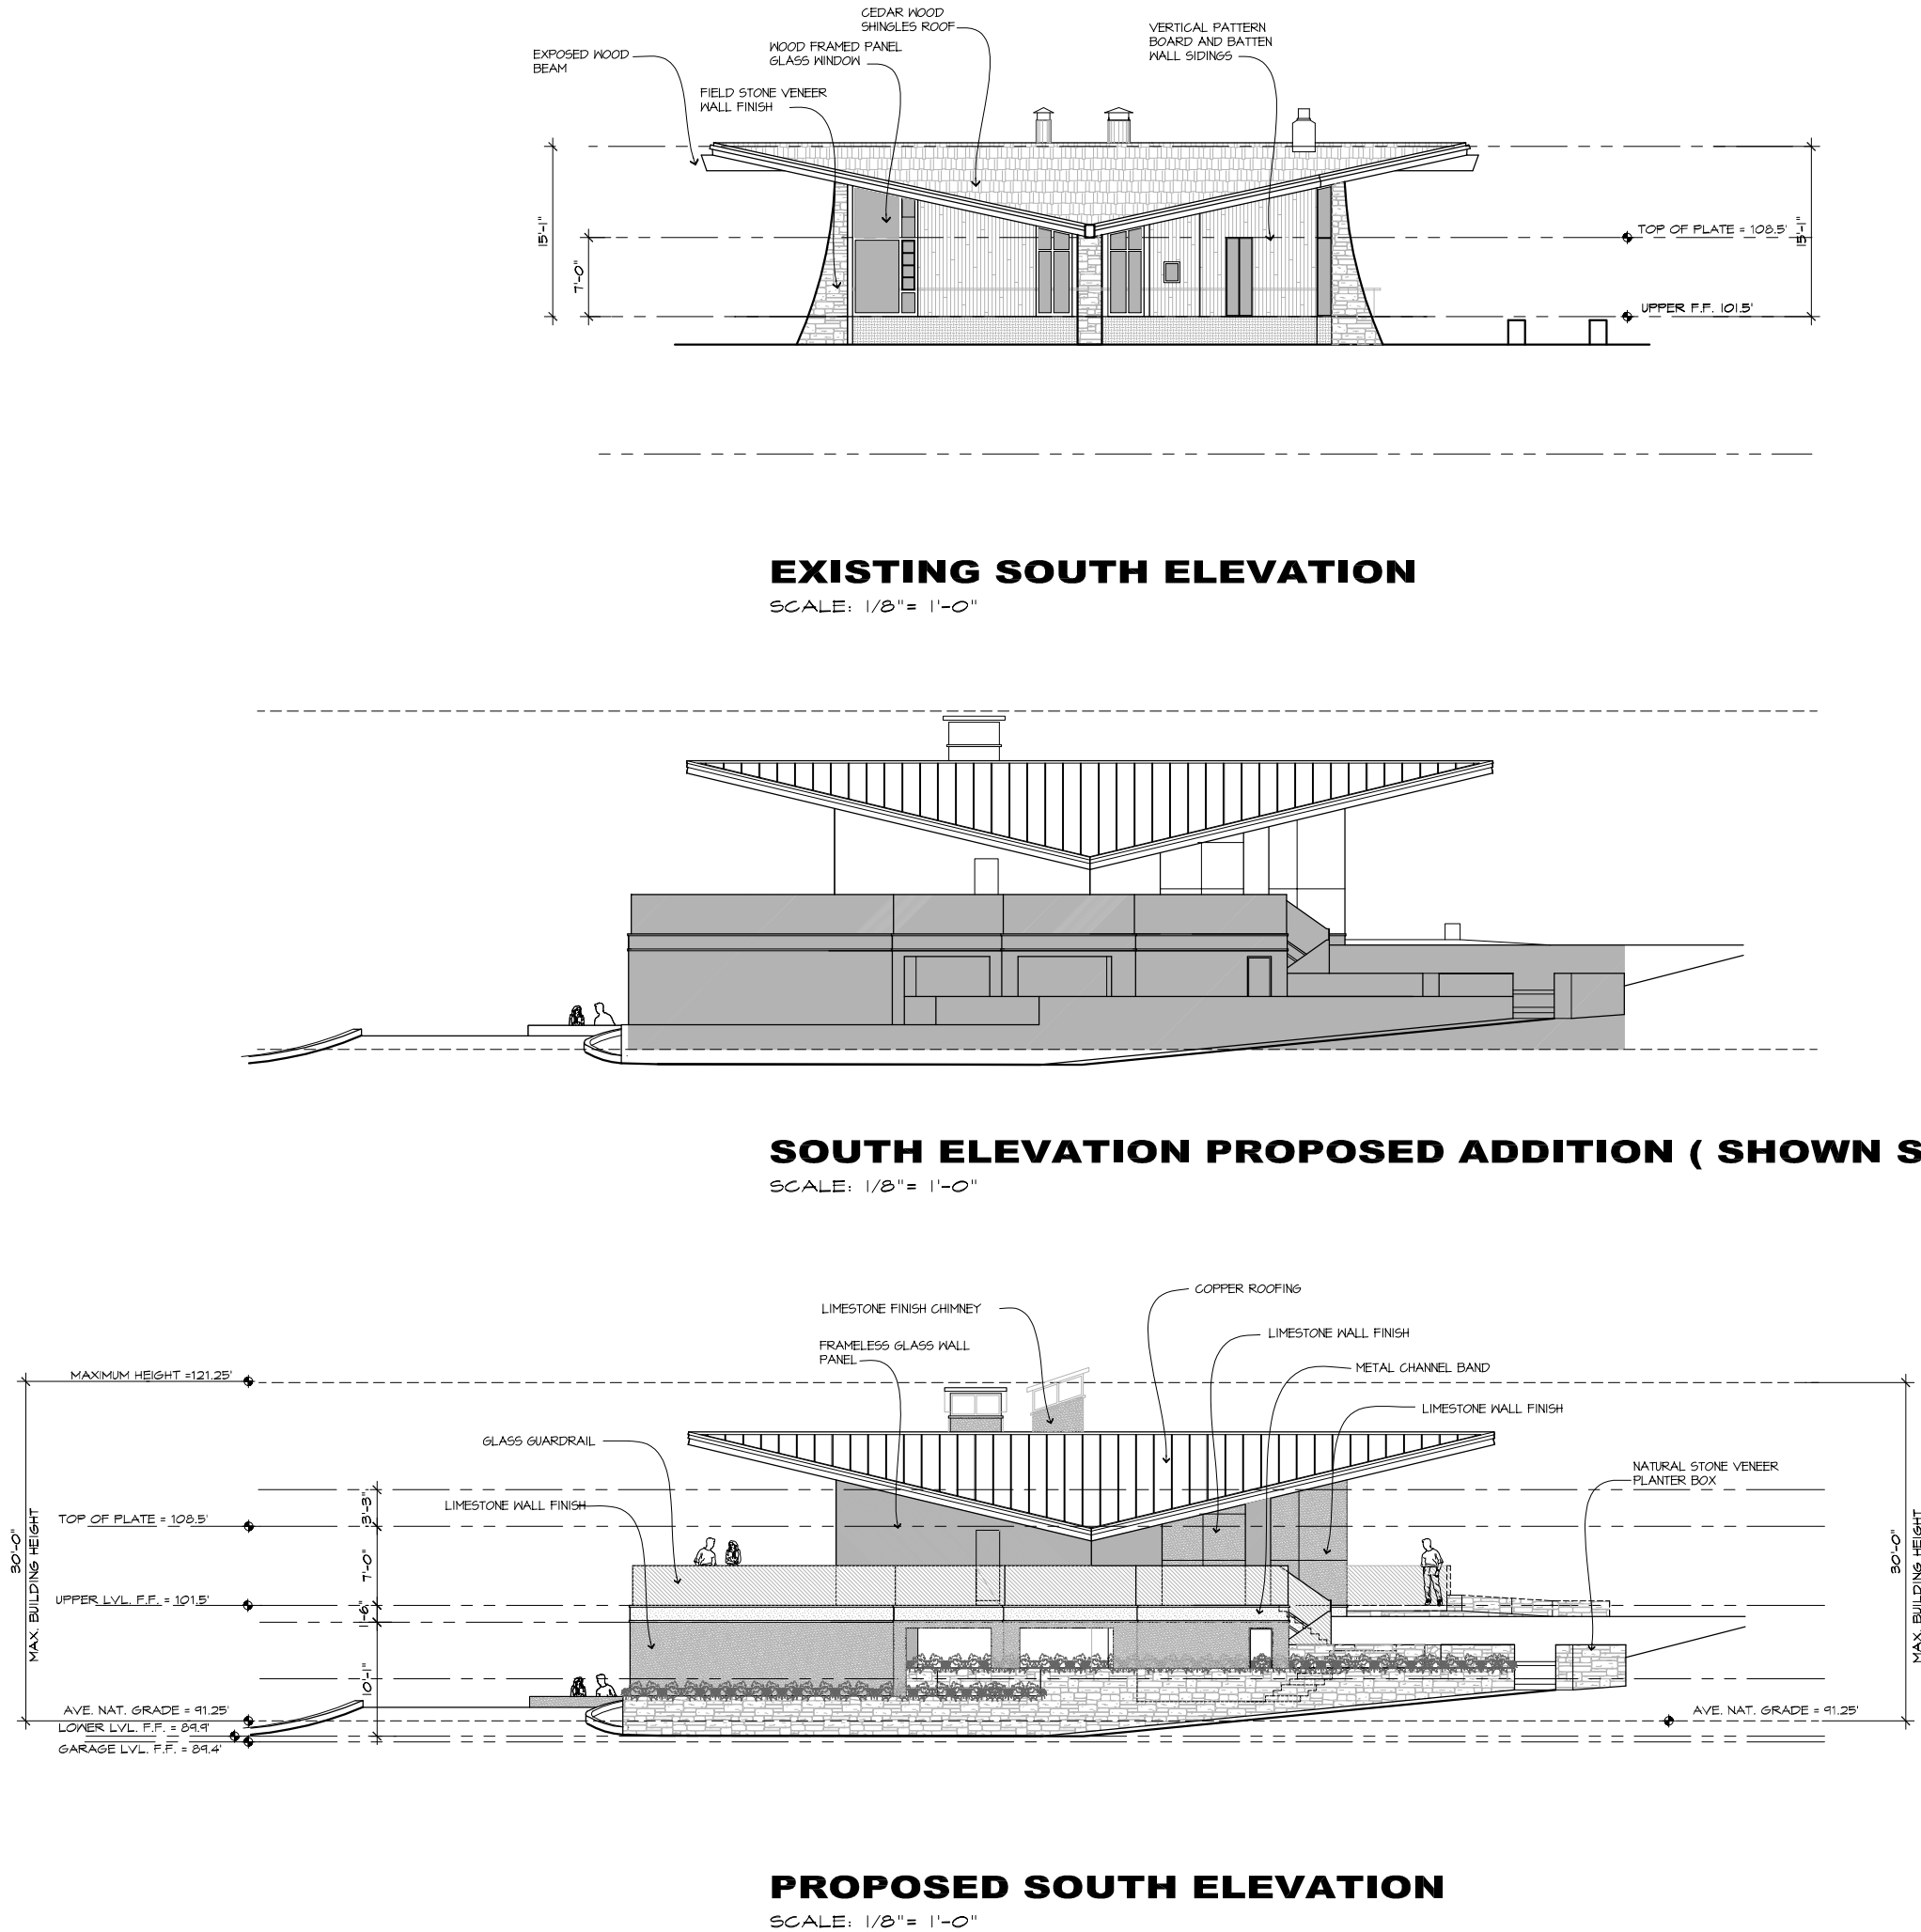 CEDAR WOOD
SHINGLES ROOF
WOOD FRAMED PANEL
GLASS WINDOW
VERTICAL PATTERN
BOARD AND BATTEN
WALL SIDINGS
EXPOSED WOOD
BEAM
FIELD STONE VENEER
WALL FINISH
15'-1"
7'-0"
TOP OF PLATE = 108.5'
15'-1"
UPPER F.F. 101.5'
EXISTING SOUTH ELEVATION
SCALE: 1/8"= 1'-0"
SOUTH ELEVATION PROPOSED ADDITION ( SHOWN S
SCALE: 1/8"= 1'-0"
COPPER ROOFING
LIMESTONE FINISH CHIMNEY
LIMESTONE WALL FINISH
FRAMELESS GLASS WALL
PANEL
METAL CHANNEL BAND
MAXIMUM HEIGHT =121.25'
LIMESTONE WALL FINISH
GLASS GUARDRAIL
NATURAL STONE VENEER
PLANTER BOX
LIMESTONE WALL FINISH
3'-3"
TOP OF PLATE = 108.5'
30'-0"
MAX. BUILDING HEIGHT
7'-0"
30'-0"
MAX. BUILDING HEIGHT
UPPER LVL. F.F. = 101.5'
1'-6"
10'-1"
AVE. NAT. GRADE = 91.25'
AVE. NAT. GRADE = 91.25'
LOWER LVL. F.F. = 89.9'
GARAGE LVL. F.F. = 89.4'
PROPOSED SOUTH ELEVATION
SCALE: 1/8"= 1'-0"